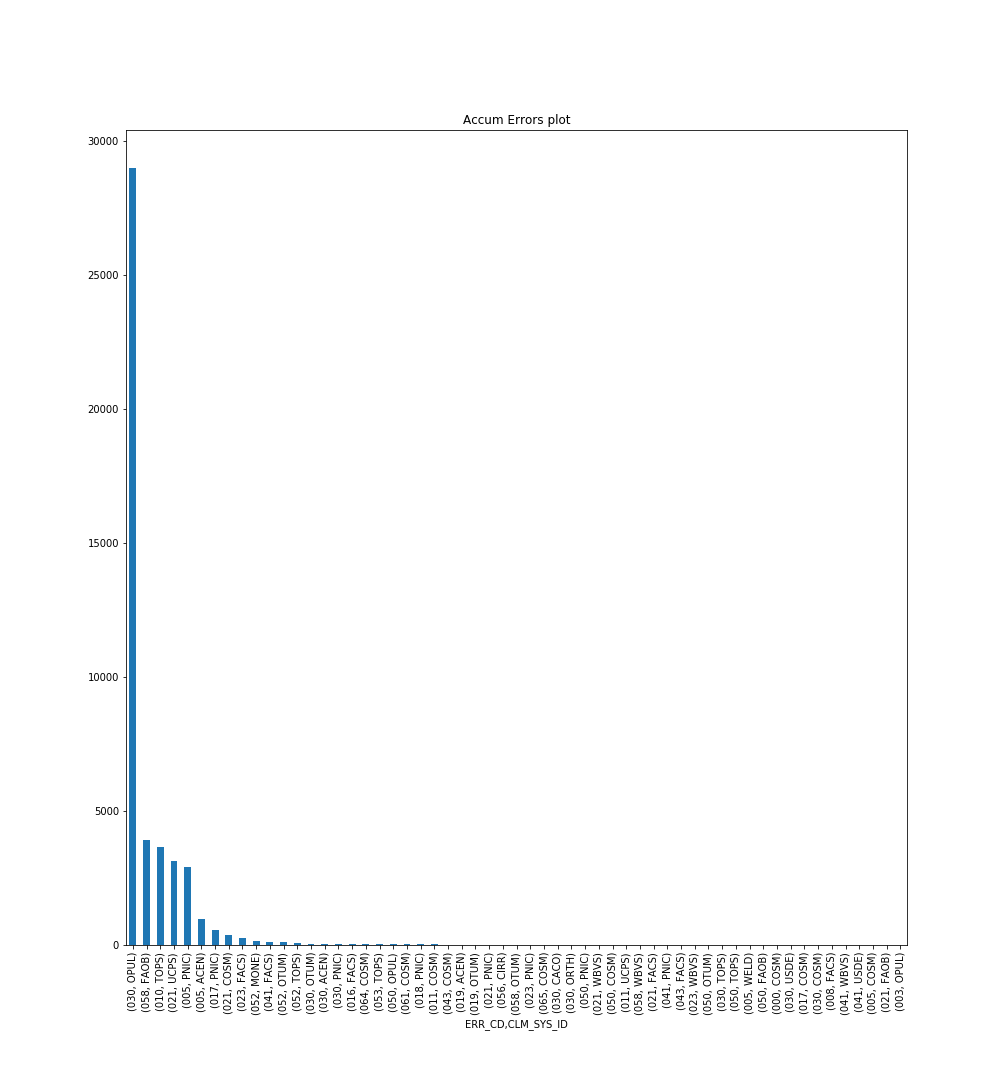 Accum Errors plot
30000
25000
20000
15000
10000
5000
0
(030, OPUL)
(058, FAOB)
(010, TOPS)
(021, UCPS)
(005, PNIC)
(005, ACEN)
(017, PNIC)
(021, COSM)
(023, FACS)
(052, MONE)
(041, FACS)
(052, OTUM)
(052, TOPS)
(030, OTUM)
(030, ACEN)
(030, PNIC)
(016, FACS)
(064, COSM)
(053, TOPS)
(050, OPUL)
(061, COSM)
(018, PNIC)
(011, COSM)
(043, COSM)
(019, ACEN)
(019, OTUM)
(021, PNIC)
(056, CIRR)
(058, OTUM)
(023, PNIC)
(065, COSM)
(030, CACO)
(030, ORTH)
(050, PNIC)
(021, WBVS)
(050, COSM)
(011, UCPS)
(058, WBVS)
(021, FACS)
(041, PNIC)
(043, FACS)
(023, WBVS)
(050, OTUM)
(030, TOPS)
(050, TOPS)
(005, WELD)
(050, FAOB)
(000, COSM)
(030, USDE)
(017, COSM)
(030, COSM)
(008, FACS)
(041, WBVS)
(041, USDE)
(005, COSM)
(021, FAOB)
(003, OPUL)
ERR_CD,CLM_SYS_ID